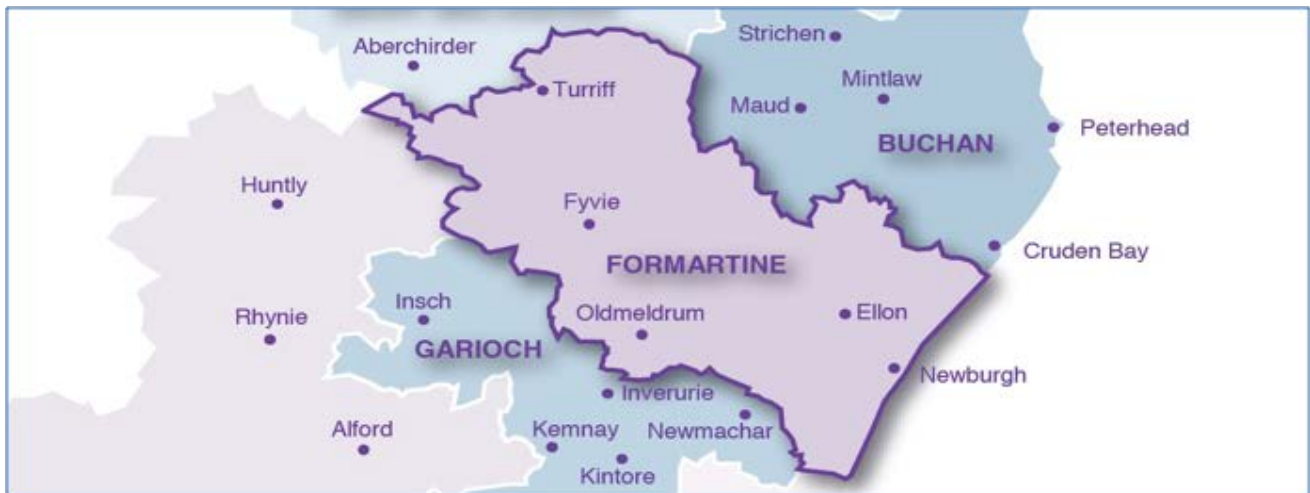 Strichen
Aberchirder
Mintlaw
Turriff
Maud
Peterhead
BUCHAN
Huntly
Fyvie
Cruden Bay
FORMARTINE
Insch
Oldmeldrum
Ellon
Rhynie
GARIOCH
Newburgh
Inverurie
Alford
Kemnay
Newmachar
Kintore